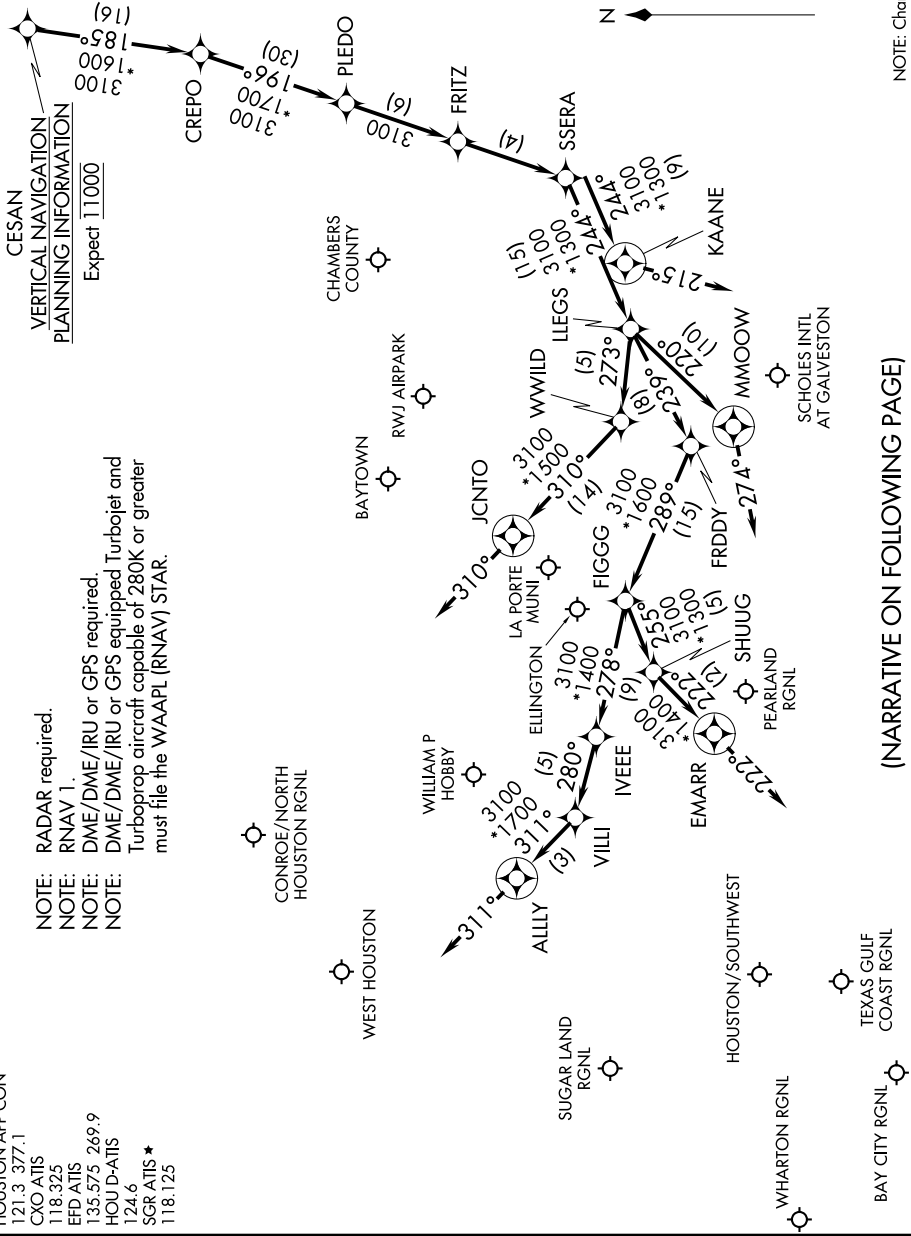 HOUSTON APP CON
121.3 377.1
CXO ATIS
118.325
EFD ATIS
135.575 269.9
HOU D-ATIS
124.6
SGR ATIS ★
118.125
NOTE: RADAR required.
NOTE: RNAV 1.
NOTE: DME/DME/IRU or GPS required.
NOTE: DME/DME/IRU or GPS equipped Turbojet and
Turboprop aircraft capable of 280K or greater
must file the WAAPL (RNAV) STAR.
CESAN
VERTICAL NAVIGATION
PLANNING INFORMATION
Expect 11000
3100
*1600
185°
(16)
CREPO
3100
*1700
196°
(30)
PLEDO
3100
(6)
FRITZ
(4)
SSERA
244°
3100
*1300
(9)
KAANE
215°
(15)
3100
*1300
244°
LLEGS
(5)
273°
WWILD
3100
*1500
310°
(14)
JCNTO
310°
(8)
239°
FRDDY
220°
(10)
MMOOW
274°
3100
*1600
289°
(15)
FIGGG
255°
3100
*1300
(5)
SHUUG
3100
*1400
222°
(2)
EMARR
222°
3100
*1400
278°
(9)
IVEEE
(5)
280°
VILLI
3100
*1700
311°
(3)
ALLLY
311°
CHAMBERS
COUNTY
RWJ AIRPARK
BAYTOWN
LA PORTE
MUNI
ELLINGTON
WILLIAM P
HOBBY
CONROE/NORTH
HOUSTON RGNL
WEST HOUSTON
SUGAR LAND
RGNL
HOUSTON/SOUTHWEST
PEARLAND
RGNL
SCHOLES INTL
AT GALVESTON
TEXAS GULF
COAST RGNL
WHARTON RGNL
BAY CITY RGNL
N
(NARRATIVE ON FOLLOWING PAGE)
NOTE: Cha